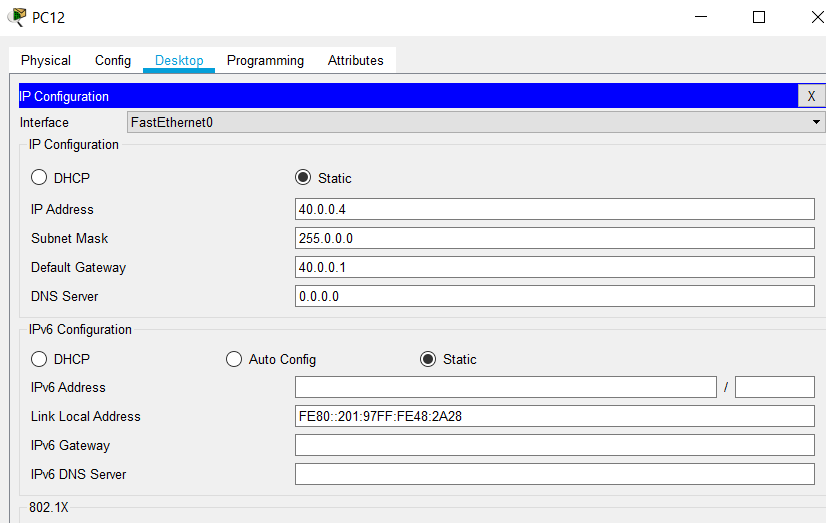 PC12
Physical Config Desktop Programming Attributes
IP Configuration X
Interface FastEthernet0
IP Configuration
DHCP Static
IP Address 40.0.0.4
Subnet Mask 255.0.0.0
Default Gateway 40.0.0.1
DNS Server 0.0.0.0
IPv6 Configuration
DHCP Auto Config Static
IPv6 Address /
Link Local Address FE80::201:97FF:FE48:2A28
IPv6 Gateway
IPv6 DNS Server
802.1X